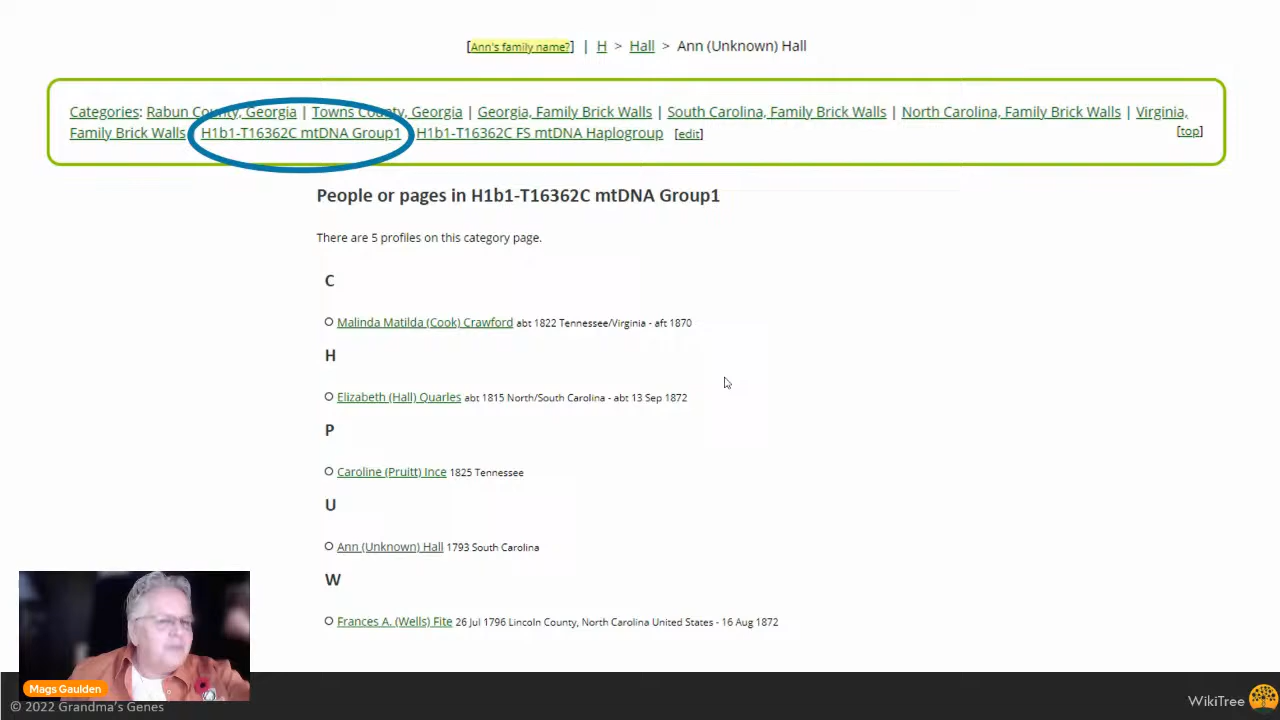 [Ann's family name?] | H > Hall > Ann (Unknown) Hall
Categories: Rabun County, Georgia | Towns County, Georgia | Georgia, Family Brick Walls | South Carolina, Family Brick Walls | North Carolina, Family Brick Walls | Virginia,
Family Brick Walls H1b1-T16362C mtDNA Group1 H1b1-T16362C FS mtDNA Haplogroup [edit] [top]
People or pages in H1b1-T16362C mtDNA Group1
There are 5 profiles on this category page.
C
Malinda Matilda (Cook) Crawford abt 1822 Tennessee/Virginia - aft 1870
H
Elizabeth (Hall) Quarles abt 1815 North/South Carolina - abt 13 Sep 1872
P
Caroline (Pruitt) Ince 1825 Tennessee
U
Ann (Unknown) Hall 1793 South Carolina
W
Frances A. (Wells) Fite 26 Jul 1796 Lincoln County, North Carolina United States - 16 Aug 1872
Mags Gaulden
© 2022 Grandma's Genes
WikiTree